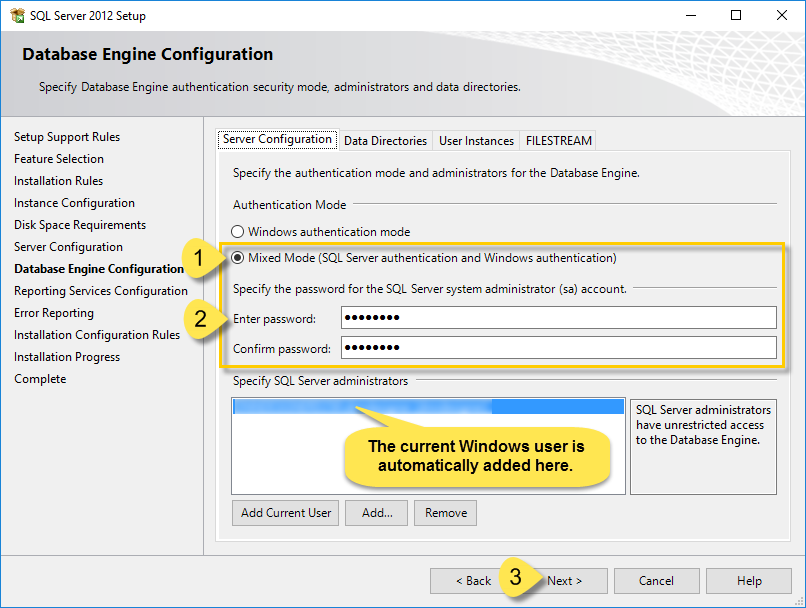 SQL Server 2012 Setup
Database Engine Configuration
Specify Database Engine authentication security mode, administrators and data directories.
Setup Support Rules
Feature Selection
Installation Rules
Instance Configuration
Disk Space Requirements
Server Configuration
Database Engine Configuration
Reporting Services Configuration
Error Reporting
Installation Configuration Rules
Installation Progress
Complete
Server Configuration Data Directories User Instances FILESTREAM
Specify the authentication mode and administrators for the Database Engine.
Authentication Mode
Windows authentication mode
1 Mixed Mode (SQL Server authentication and Windows authentication)
Specify the password for the SQL Server system administrator (sa) account.
2 Enter password: ●●●●●●●●
Confirm password: ●●●●●●●●
Specify SQL Server administrators
The current Windows user is
automatically added here.
SQL Server administrators
have unrestricted access
to the Database Engine.
Add Current User Add... Remove
< Back 3 Next > Cancel Help